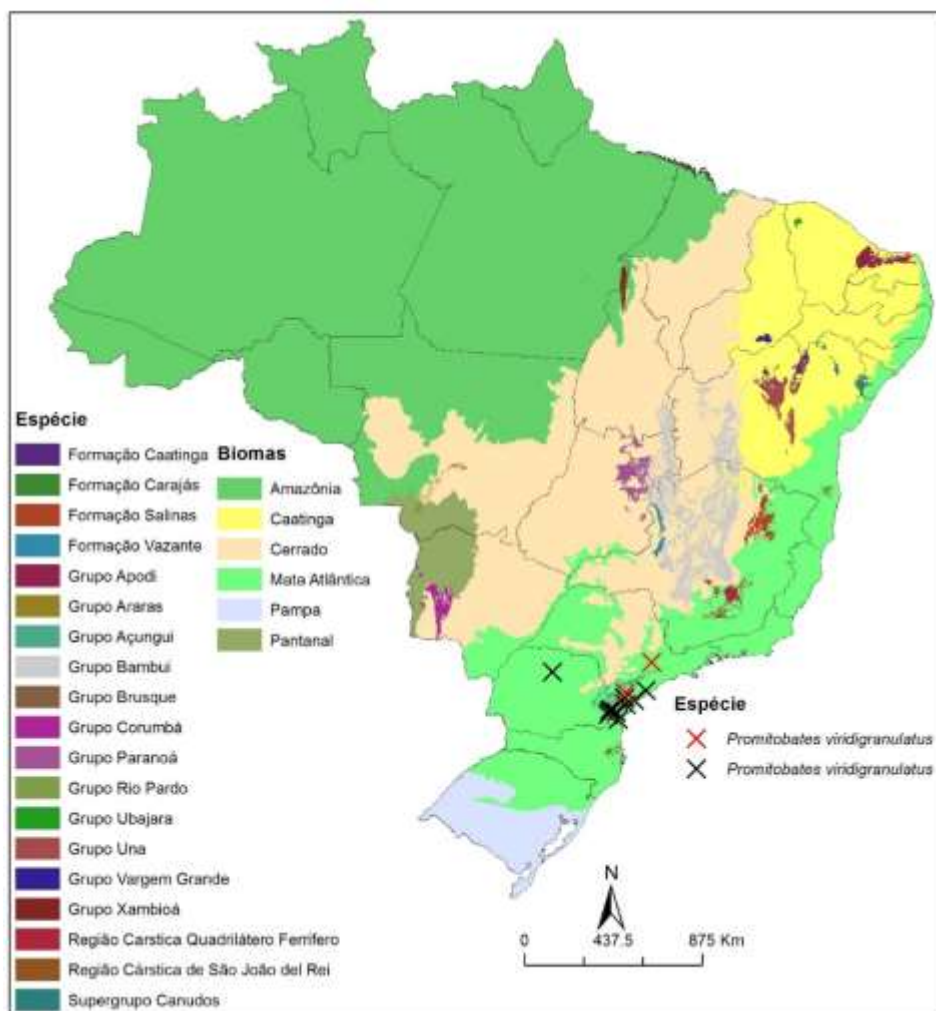 Espécie
Formação Caatinga
Formação Carajás
Formação Salinas
Formação Vazante
Grupo Apodi
Grupo Araras
Grupo Açungui
Grupo Bambui
Grupo Brusque
Grupo Corumbá
Grupo Paranoá
Grupo Rio Pardo
Grupo Ubajara
Grupo Una
Grupo Vargem Grande
Grupo Xambioá
Região Carstica Quadrilátero Ferrífero
Região Cárstica de São João del Rei
Supergrupo Canudos
Biomas
Amazônia
Caatinga
Cerrado
Mata Atlântica
Pampa
Pantanal
Espécie
Promitobates viridigranulatus
Promitobates viridigranulatus
N
0 437.5 875 Km